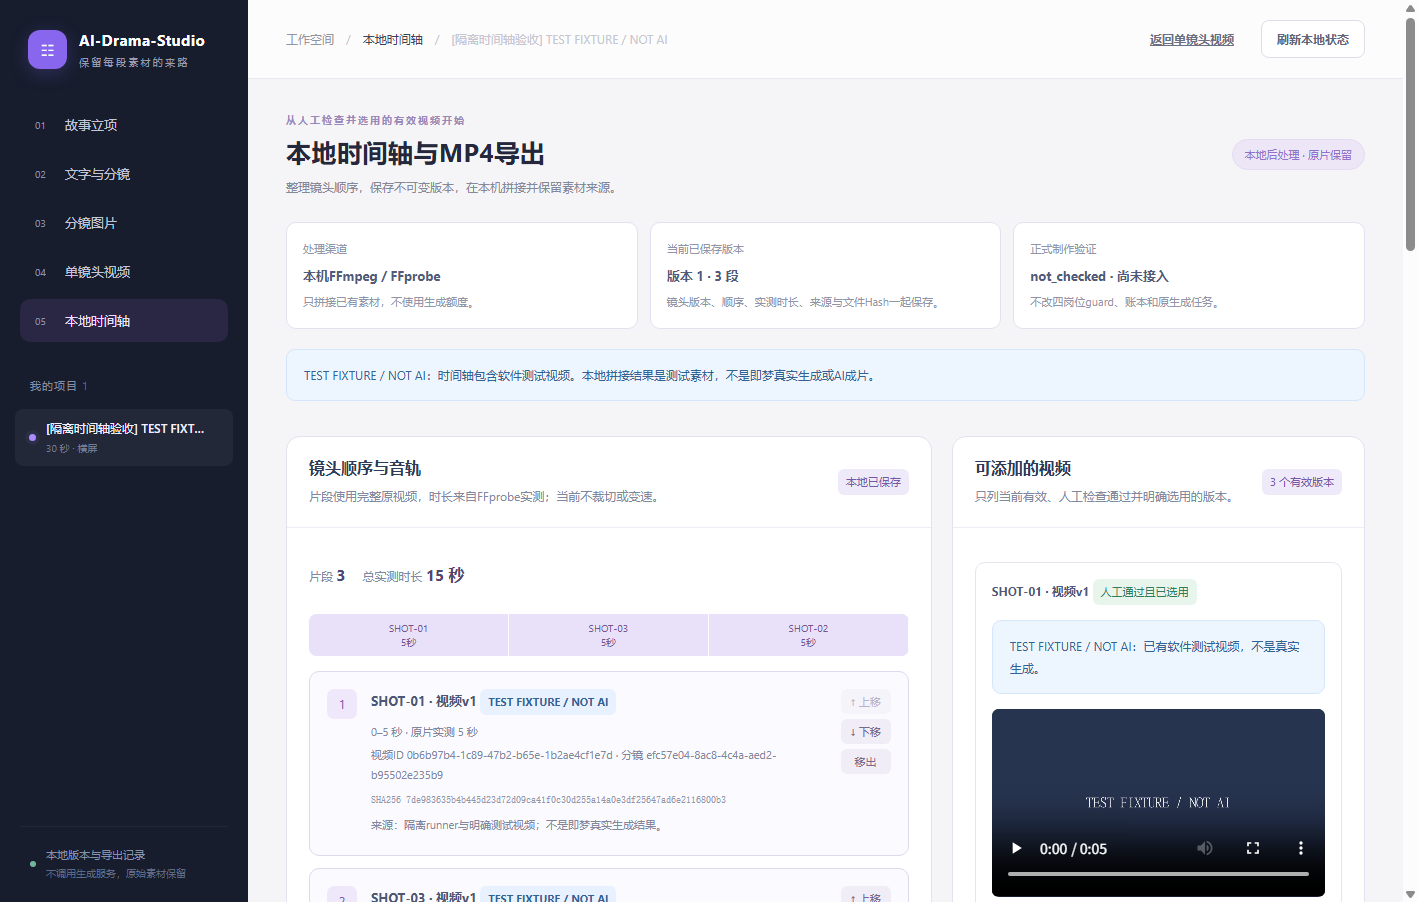 AI-Drama-Studio
保留每段素材的来路
01 故事立项
02 文字与分镜
03 分镜图片
04 单镜头视频
05 本地时间轴
我的项目 1
[隔离时间轴验收] TEST FIXT...
30 秒 · 横屏
本地版本与导出记录
不调用生成服务，原始素材保留
工作空间 / 本地时间轴 / [隔离时间轴验收] TEST FIXTURE / NOT AI
返回单镜头视频
刷新本地状态
从人工检查并选用的有效视频开始
本地时间轴与MP4导出
整理镜头顺序，保存不可变版本，在本机拼接并保留素材来源。
本地后处理 · 原片保留
处理渠道
本机FFmpeg / FFprobe
只拼接已有素材，不使用生成额度。
当前已保存版本
版本 1 · 3 段
镜头版本、顺序、实测时长、来源与文件Hash一起保存。
正式制作验证
not_checked · 尚未接入
不改四岗位guard、账本和原生成任务。
TEST FIXTURE / NOT AI：时间轴包含软件测试视频。本地拼接结果是测试素材，不是即梦真实生成或AI成片。
镜头顺序与音轨
片段使用完整原视频，时长来自FFprobe实测；当前不裁切或变速。
本地已保存
片段 3 总实测时长 15 秒
SHOT-01
5秒
SHOT-03
5秒
SHOT-02
5秒
1
SHOT-01 · 视频v1 TEST FIXTURE / NOT AI
0–5 秒 · 原片实测 5 秒
视频ID 0b6b97b4-1c89-47b2-b65e-1b2ae4cf1e7d · 分镜 efc57e04-8ac8-4c4a-aed2-
b95502e235b9
SHA256 7de983635b4b445d23d72d09ca41f0c30d255a14a0e3df25647ad6e2116800b3
来源：隔离runner与明确测试视频；不是即梦真实生成结果。
↑ 上移
↓ 下移
移出
2
SHOT-03 · 视频v1 TEST FIXTURE / NOT AI
↑ 上移
可添加的视频
只列当前有效、人工检查通过并明确选用的版本。
3 个有效版本
SHOT-01 · 视频v1 人工通过且已选用
TEST FIXTURE / NOT AI：已有软件测试视频，不是真实
生成。
TEST FIXTURE / NOT AI
0:00 / 0:05